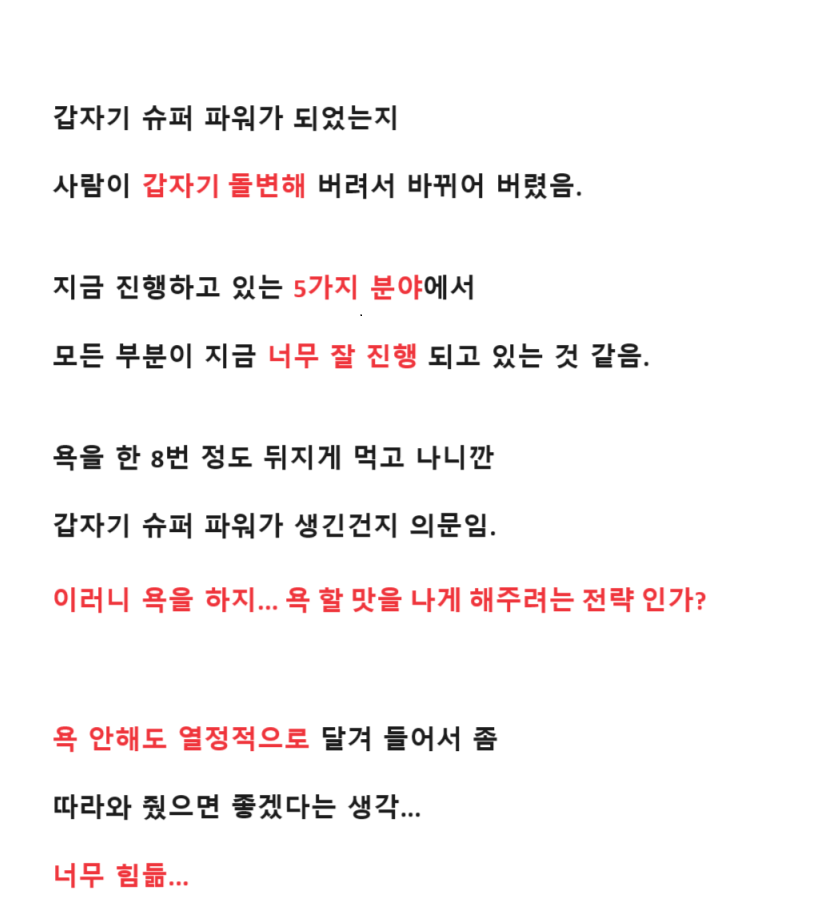 갑자기 슈퍼 파워가 되었는지
사람이 갑자기 돌변해 버려서 바뀌어 버렸음.
지금 진행하고 있는 5가지 분야에서
모든 부분이 지금 너무 잘 진행 되고 있는 것 같음.
욕을 한 8번 정도 뒤지게 먹고 나니깐
갑자기 슈퍼 파워가 생긴건지 의문임.
이러니 욕을 하지... 욕 할 맛을 나게 해주려는 전략 인가?
욕 안해도 열정적으로 달겨 들어서 좀
따라와 줬으면 좋겠다는 생각...
너무 힘듦...